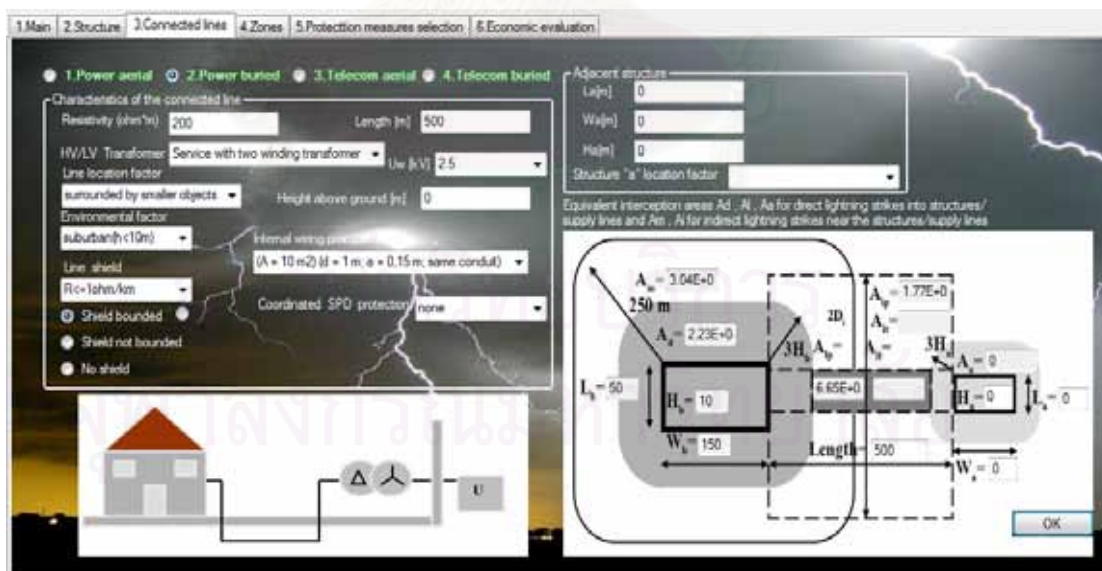 1.Main 2.Structure 3.Connected lines 4.Zones 5.Protecttion measures selection 6.Economic evaluation
1.Power aerial 2.Power buried 3.Telecom aerial 4.Telecom buried
Characteristics of the connected line
Resistivity (ohm*m) 200 Length [m] 500
HV/LV Transformer Service with two winding transformer Uw [kV] 2.5
Line location factor
surrounded by smaller objects Height above ground [m] 0
Environmental factor
suburban(h<10m) Internal wiring
(A = 10 m2) (d = 1 m; a = 0.15 m; same conduit)
Line shield
R<=1ohm/km Coordinated SPD protection none
Shield bounded
Shield not bounded
No shield
U
Adjacent structure
La[m] 0
Wa[m] 0
Ha[m] 0
Structure "a" location factor
Equivalent interception areas Ad , Al , Aa for direct lightning strikes into structures/
supply lines and Am , Ai for indirect lightning strikes near the structures/supply lines
Am= 3.04E+0
250 m
Ad= 2.23E+0
Lb= 50
Hb= 10
Wb= 150
3Hb
2Di
Aip= 1.77E+0
Ait=
Alp= Alt=
6.65E+0
3Ha
Aa= 0
Ha= 0
La= 0
Length= 500
Wa= 0
OK